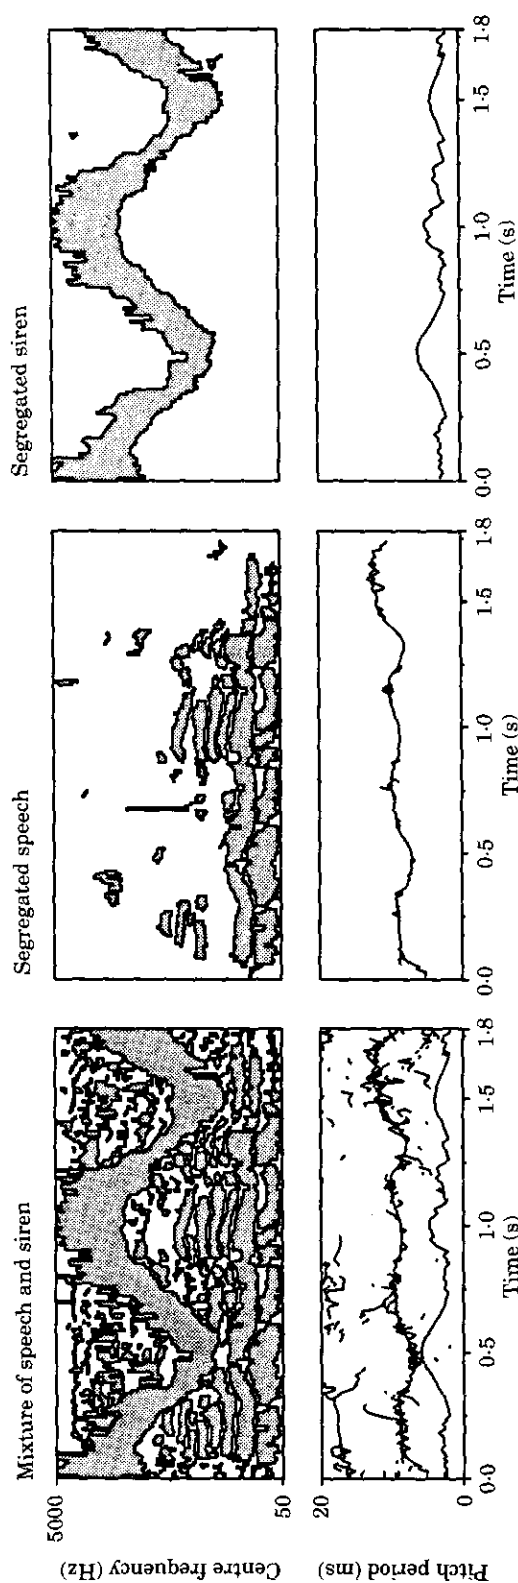 Mixture of speech and siren
Segregated speech
Segregated siren
Centre frequency (Hz)
5000
50
Pitch period (ms)
20
10
0
0·0 0·5 1·0 1·5 1·8
Time (s)
0·0 0·5 1·0 1·5 1·8
Time (s)
0·0 0·5 1·0 1·5 1·8
Time (s)